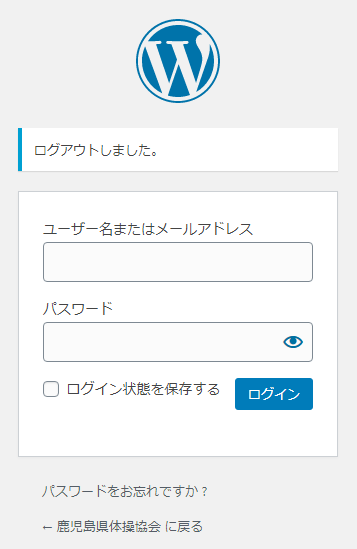 ログアウトしました。
ユーザー名またはメールアドレス
パスワード
ログイン状態を保存する
ログイン
パスワードをお忘れですか ?
← 鹿児島県体操協会 に戻る